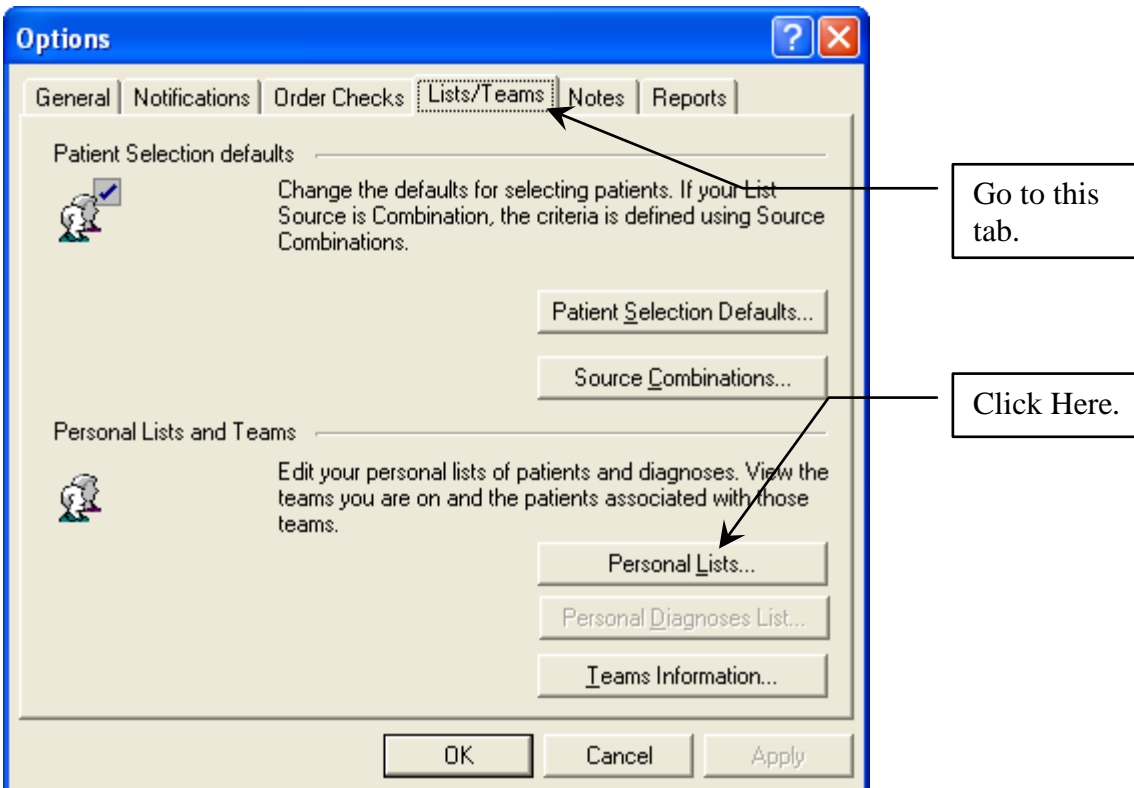 Options
General Notifications Order Checks Lists/Teams Notes Reports
Patient Selection defaults
Change the defaults for selecting patients. If your List
Source is Combination, the criteria is defined using Source
Combinations.
Go to this
tab.
Patient Selection Defaults...
Source Combinations...
Click Here.
Personal Lists and Teams
Edit your personal lists of patients and diagnoses. View the
teams you are on and the patients associated with those
teams.
Personal Lists...
Personal Diagnoses List...
Teams Information...
OK Cancel Apply